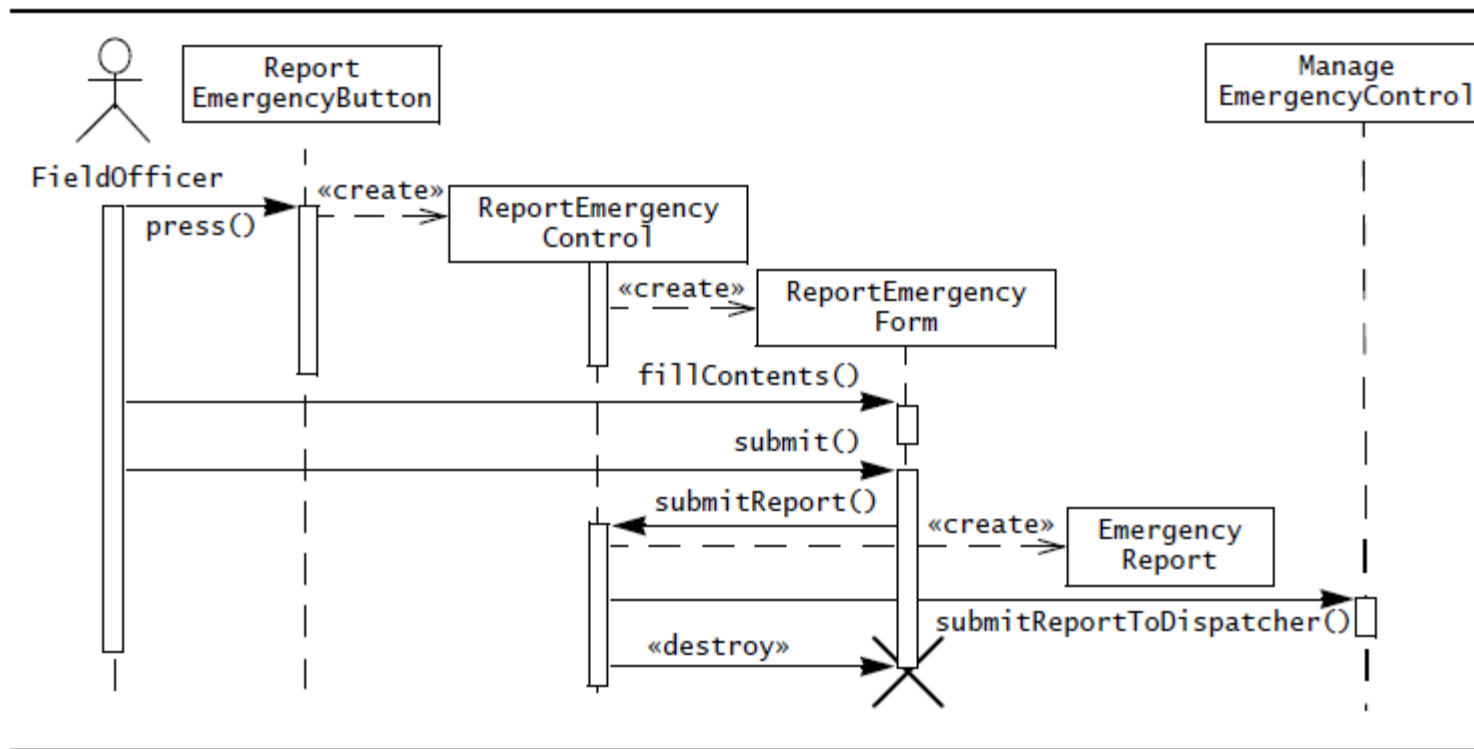 Report
EmergencyButton
Manage
EmergencyControl
FieldOfficer
«create»
press()
ReportEmergency
Control
«create»
ReportEmergency
Form
fillContents()
submit()
submitReport()
«create»
Emergency
Report
submitReportToDispatcher()
«destroy»